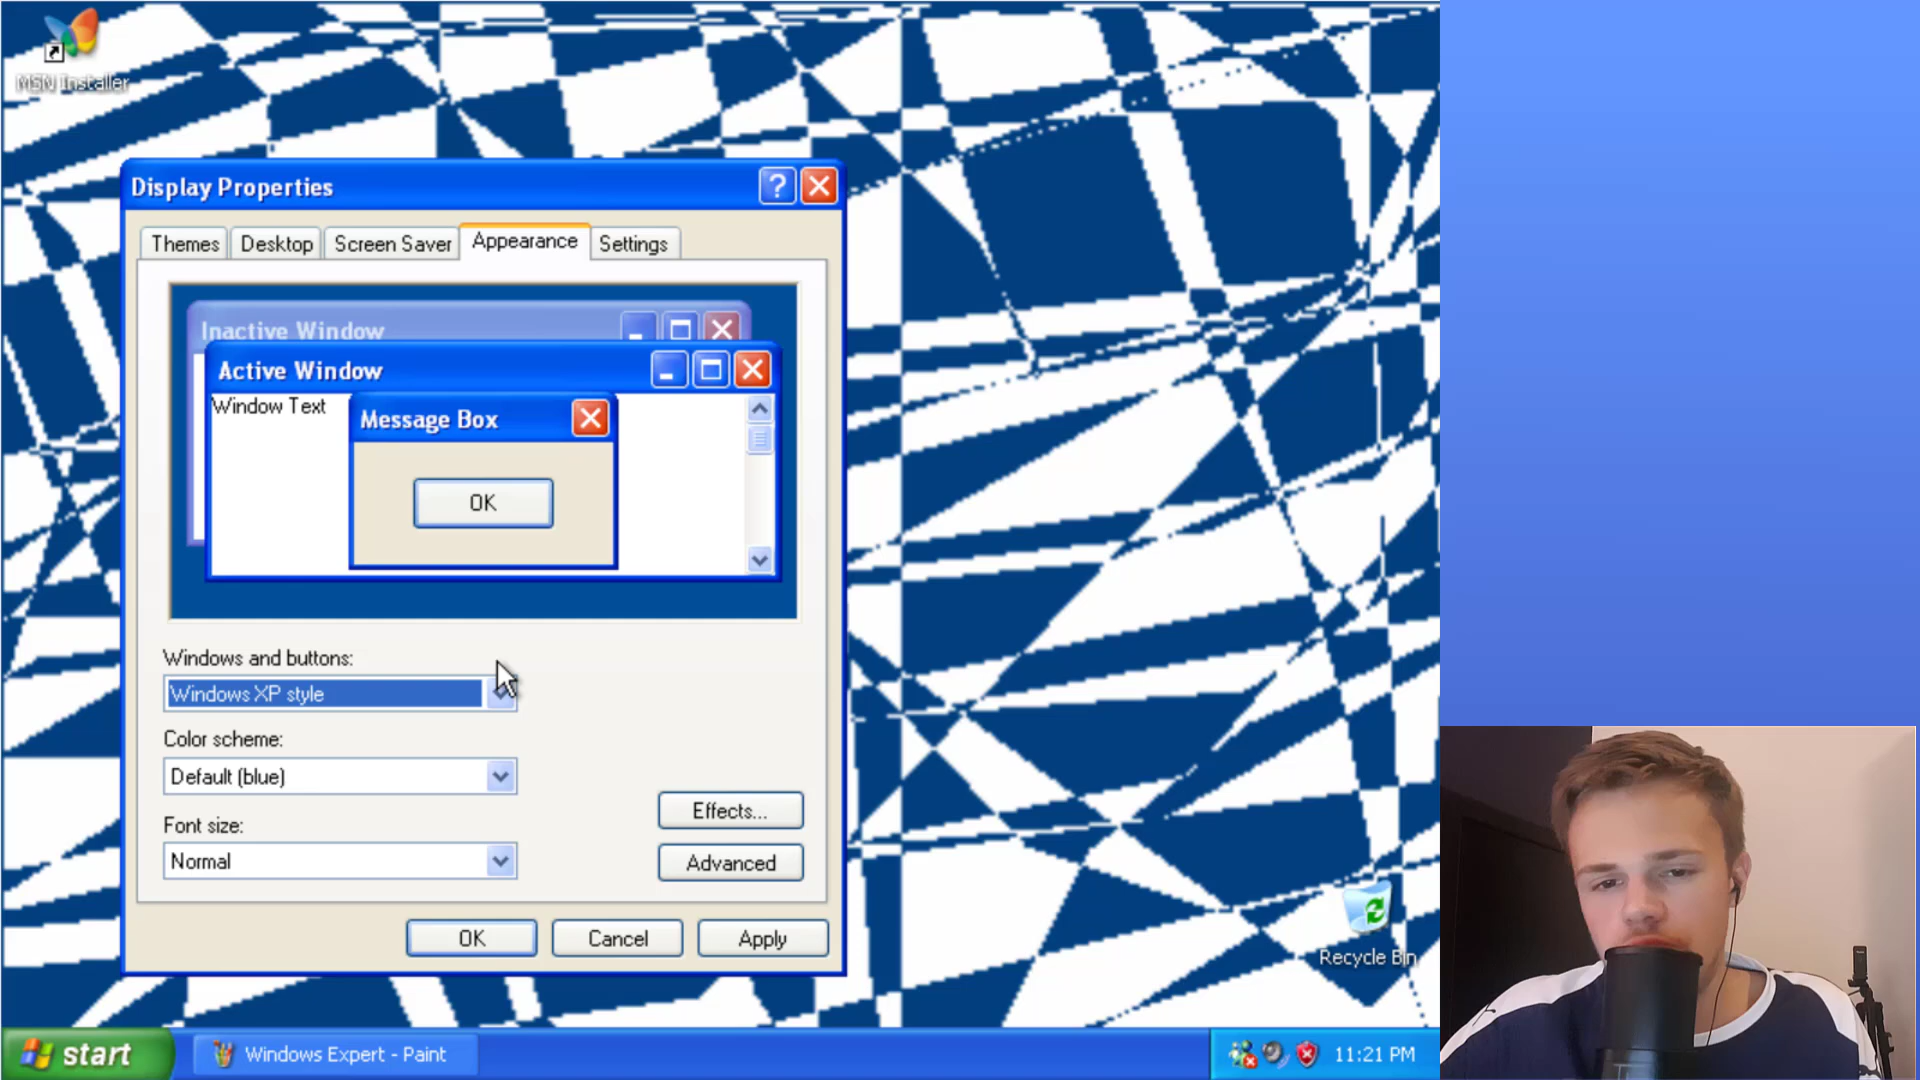 MSN Installer
Display Properties
Themes
Desktop
Screen Saver
Appearance
Settings
Inactive Window
Active Window
Window Text
Message Box
OK
Windows and buttons:
Windows XP style
Color scheme:
Default (blue)
Font size:
Normal
Effects...
Advanced
OK
Cancel
Apply
Recycle Bin
start
Windows Expert - Paint
11:21 PM